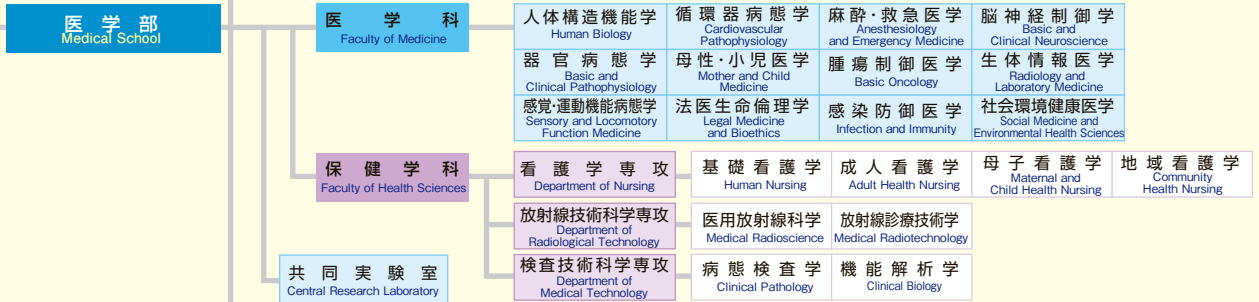 医学部
Medical School
医学科
Faculty of Medicine
人体構造機能学
Human Biology
循環器病態学
Cardiovascular
Pathophysiology
麻酔・救急医学
Anesthesiology
and Emergency Medicine
脳神経制御学
Basic and
Clinical Neuroscience
器官病態学
Basic and
Clinical Pathophysiology
母性・小児医学
Mother and Child
Medicine
腫瘍制御医学
Basic Oncology
生体情報医学
Radiology and
Laboratory Medicine
感覚・運動機能病態学
Sensory and Locomotory
Function Medicine
法医生命倫理学
Legal Medicine
and Bioethics
感染防御医学
Infection and Immunity
社会環境健康医学
Social Medicine and
Environmental Health Sciences
保健学科
Faculty of Health Sciences
看護学専攻
Department of Nursing
基礎看護学
Human Nursing
成人看護学
Adult Health Nursing
母子看護学
Maternal and
Child Health Nursing
地域看護学
Community
Health Nursing
放射線技術科学専攻
Department of
Radiological Technology
医用放射線科学
Medical Radioscience
放射線診療技術学
Medical Radiotechnology
検査技術科学専攻
Department of
Medical Technology
病態検査学
Clinical Pathology
機能解析学
Clinical Biology
共同実験室
Central Research Laboratory